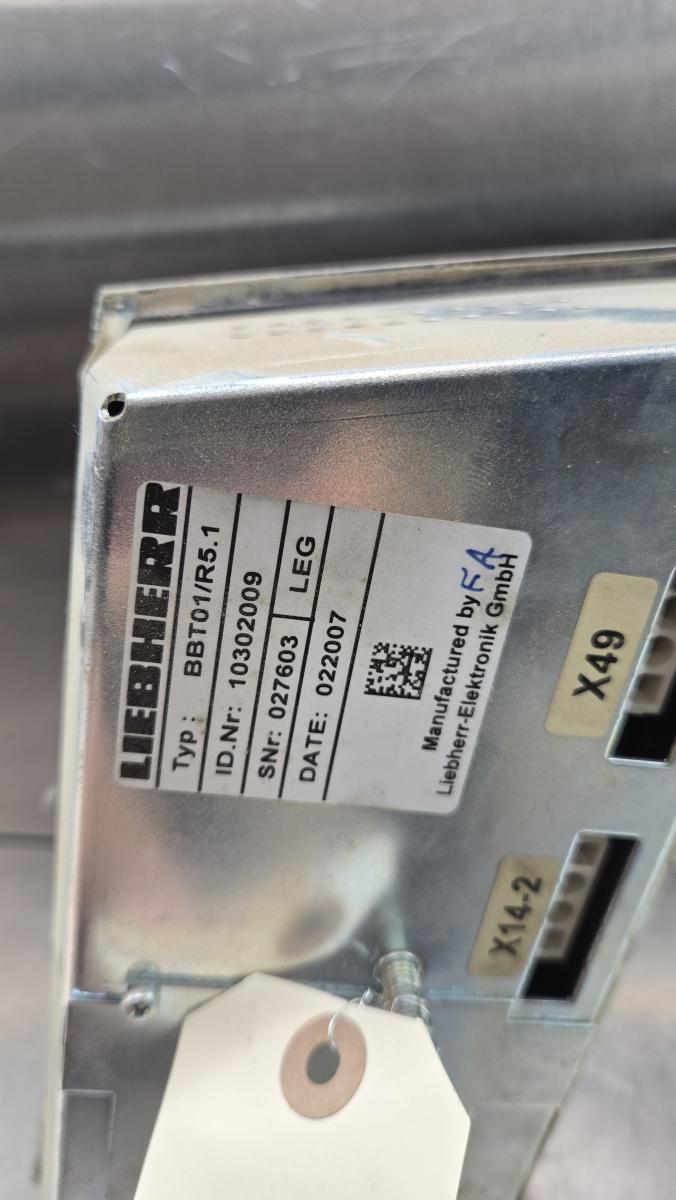 LIEBHERR
Typ: BBT01/R5.1
ID.Nr: 10302009
SNr: 027603 LEG
DATE: 022007
Manufactured by FA
Liebherr-Elektronik GmbH
X49
X14-2